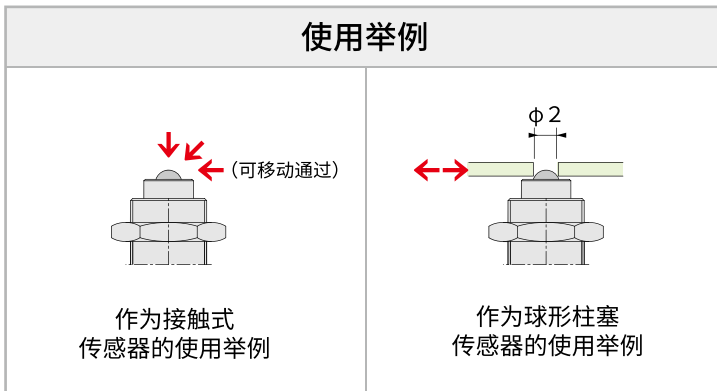 使用举例
（可移动通过）
作为接触式
传感器的使用举例
φ2
作为球形柱塞
传感器的使用举例